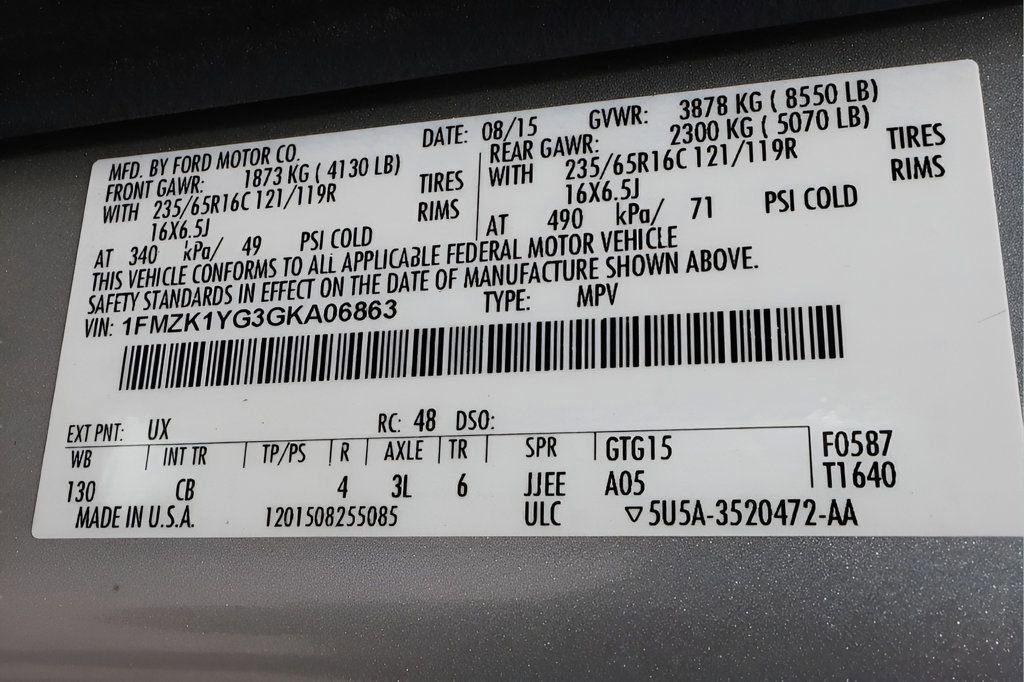 MFD. BY FORD MOTOR CO. DATE: 08/15 GVWR: 3878 KG ( 8550 LB)
FRONT GAWR: 1873 KG ( 4130 LB) REAR GAWR: 2300 KG ( 5070 LB)
WITH 235/65R16C 121/119R TIRES WITH 235/65R16C 121/119R TIRES
16X6.5J RIMS 16X6.5J RIMS
AT 340 kPa/ 49 PSI COLD AT 490 kPa/ 71 PSI COLD
THIS VEHICLE CONFORMS TO ALL APPLICABLE FEDERAL MOTOR VEHICLE
SAFETY STANDARDS IN EFFECT ON THE DATE OF MANUFACTURE SHOWN ABOVE.
VIN: 1FMZK1YG3GKA06863 TYPE: MPV
EXT PNT: UX RC: 48 DSO:
WB INT TR TP/PS R AXLE TR SPR GTG15 F0587
130 CB 4 3L 6 JJEE A05 T1640
MADE IN U.S.A. 1201508255085 ULC ▽5U5A-3520472-AA